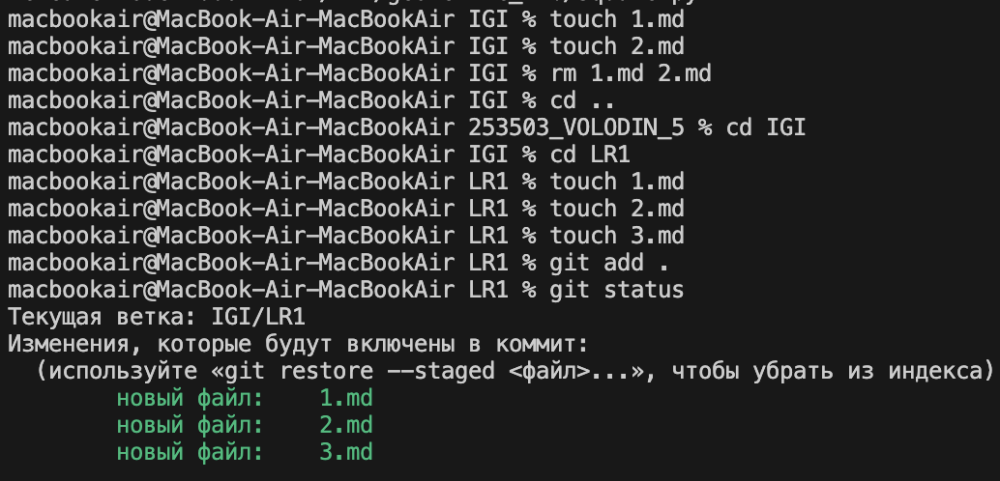 macbookair@MacBook-Air-MacBookAir IGI % touch 1.md
macbookair@MacBook-Air-MacBookAir IGI % touch 2.md
macbookair@MacBook-Air-MacBookAir IGI % rm 1.md 2.md
macbookair@MacBook-Air-MacBookAir IGI % cd ..
macbookair@MacBook-Air-MacBookAir 253503_VOLODIN_5 % cd IGI
macbookair@MacBook-Air-MacBookAir IGI % cd LR1
macbookair@MacBook-Air-MacBookAir LR1 % touch 1.md
macbookair@MacBook-Air-MacBookAir LR1 % touch 2.md
macbookair@MacBook-Air-MacBookAir LR1 % touch 3.md
macbookair@MacBook-Air-MacBookAir LR1 % git add .
macbookair@MacBook-Air-MacBookAir LR1 % git status
Текущая ветка: IGI/LR1
Изменения, которые будут включены в коммит:
(используйте «git restore --staged <файл>...», чтобы убрать из индекса)
новый файл: 1.md
новый файл: 2.md
новый файл: 3.md